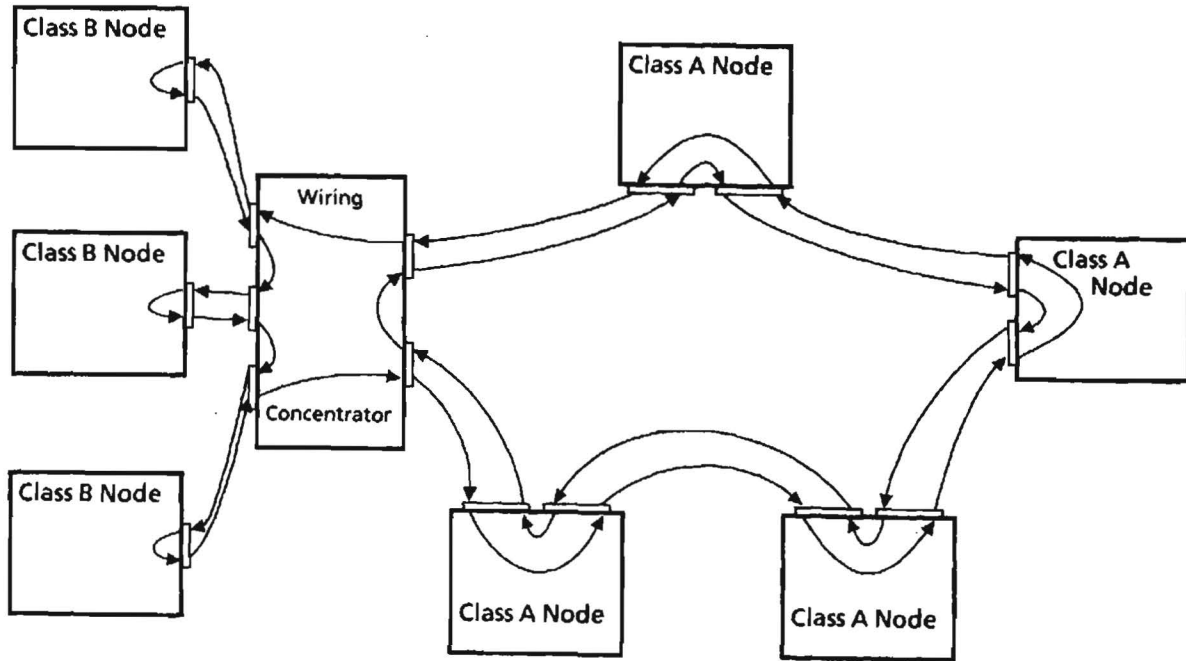 Class B Node
Class A Node
Wiring
Class B Node
Class A
Node
Concentrator
Class B Node
Class A Node
Class A Node